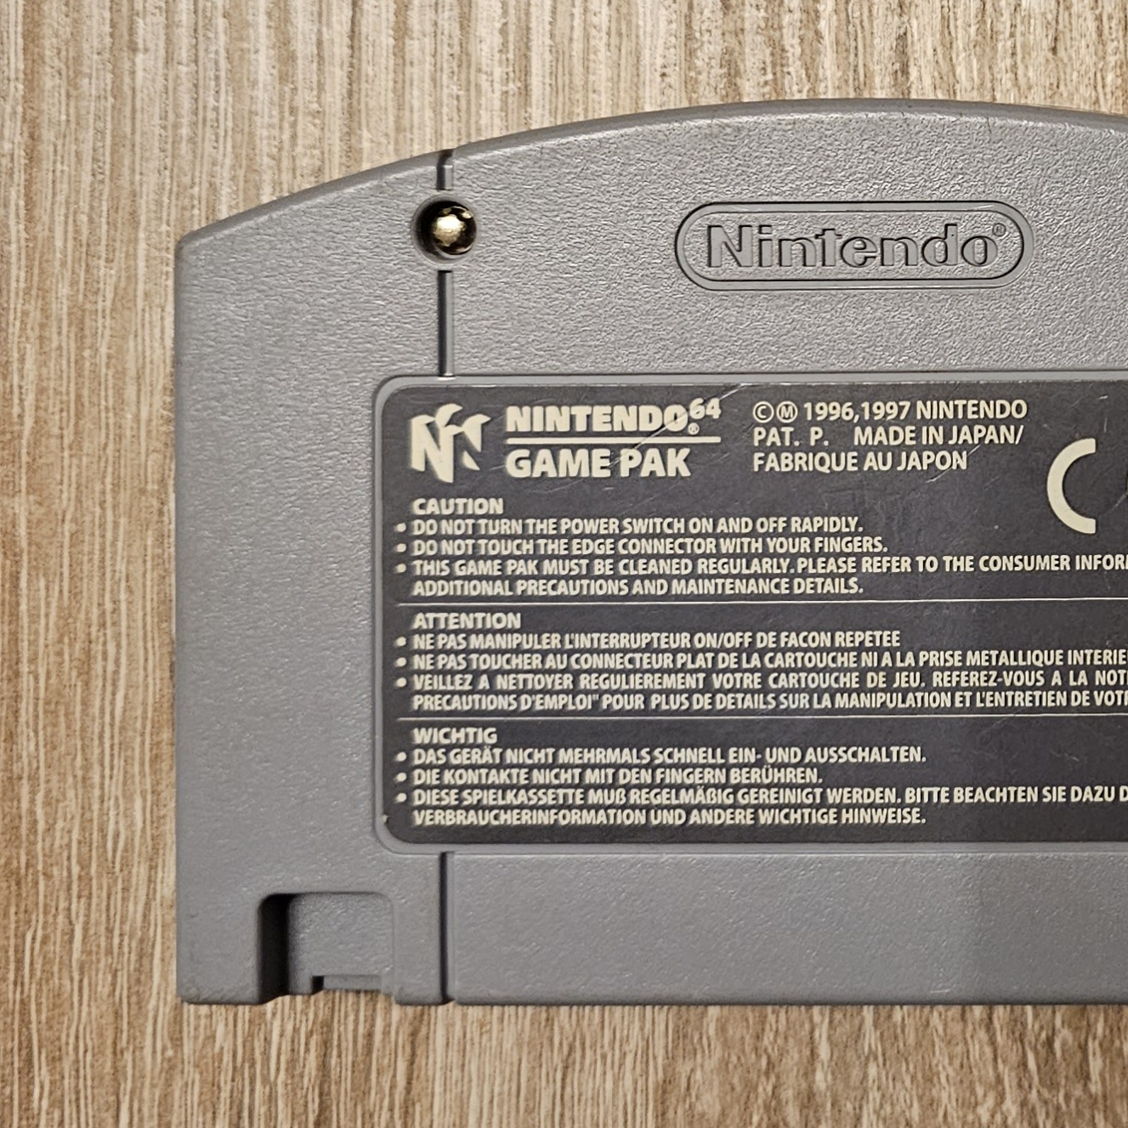 Nintendo®
NINTENDO64®
GAME PAK
©Ⓜ 1996,1997 NINTENDO
PAT. P. MADE IN JAPAN/
FABRIQUE AU JAPON
CAUTION
• DO NOT TURN THE POWER SWITCH ON AND OFF RAPIDLY.
• DO NOT TOUCH THE EDGE CONNECTOR WITH YOUR FINGERS.
• THIS GAME PAK MUST BE CLEANED REGULARLY. PLEASE REFER TO THE CONSUMER
ADDITIONAL PRECAUTIONS AND MAINTENANCE DETAILS.
ATTENTION
• NE PAS MANIPULER L'INTERRUPTEUR ON/OFF DE FACON REPETEE
• NE PAS TOUCHER AU CONNECTEUR PLAT DE LA CARTOUCHE NI A LA PRISE METALLIQUE
• VEILLEZ A NETTOYER REGULIEREMENT VOTRE CARTOUCHE DE JEU. REFEREZ-VOUS A LA
PRECAUTIONS D'EMPLOI" POUR PLUS DE DETAILS SUR LA MANIPULATION ET L'ENTRETIEN DE
WICHTIG
• DAS GERÄT NICHT MEHRMALS SCHNELL EIN- UND AUSSCHALTEN.
• DIE KONTAKTE NICHT MIT DEN FINGERN BERÜHREN.
• DIESE SPIELKASSETTE MUß REGELMÄßIG GEREINIGT WERDEN. BITTE BEACHTEN SIE DAZU
VERBRAUCHERINFORMATION UND ANDERE WICHTIGE HINWEISE.